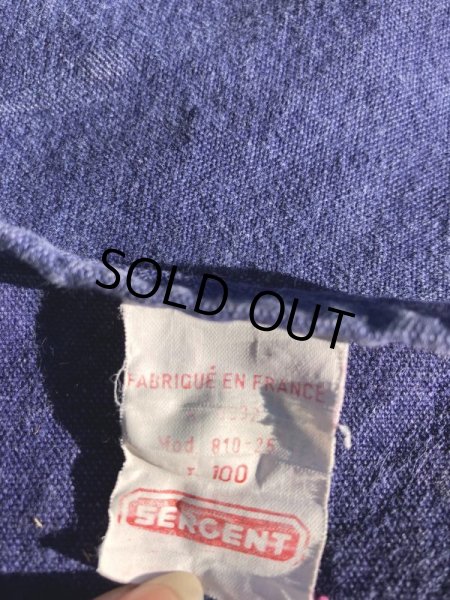 SOLD OUT
FABRIQUÉ EN FRANCE
Mod. 810-25
T 100
SERGENT